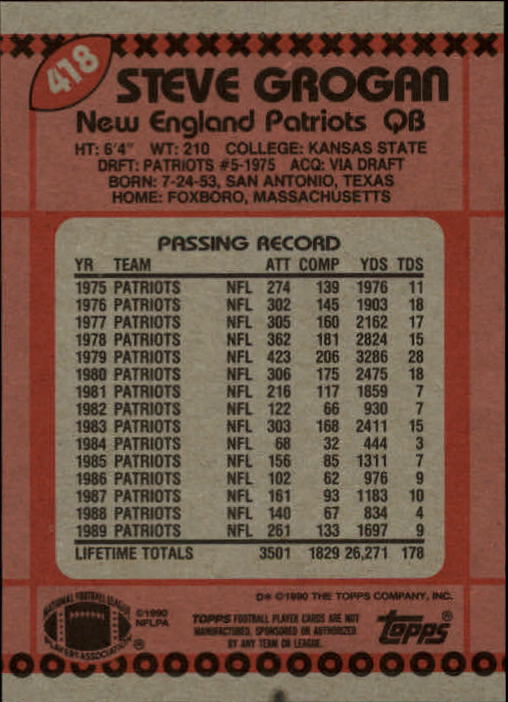 418
STEVE GROGAN
New England Patriots QB
HT: 6'4" WT: 210 COLLEGE: KANSAS STATE
DRFT: PATRIOTS #5-1975 ACQ: VIA DRAFT
BORN: 7-24-53, SAN ANTONIO, TEXAS
HOME: FOXBORO, MASSACHUSETTS
PASSING RECORD
YR TEAM ATT COMP YDS TDS
1975 PATRIOTS NFL 274 139 1976 11
1976 PATRIOTS NFL 302 145 1903 18
1977 PATRIOTS NFL 305 160 2162 17
1978 PATRIOTS NFL 362 181 2824 15
1979 PATRIOTS NFL 423 206 3286 28
1980 PATRIOTS NFL 306 175 2475 18
1981 PATRIOTS NFL 216 117 1859 7
1982 PATRIOTS NFL 122 66 930 7
1983 PATRIOTS NFL 303 168 2411 15
1984 PATRIOTS NFL 68 32 444 3
1985 PATRIOTS NFL 156 85 1311 7
1986 PATRIOTS NFL 102 62 976 9
1987 PATRIOTS NFL 161 93 1183 10
1988 PATRIOTS NFL 140 67 834 4
1989 PATRIOTS NFL 261 133 1697 9
LIFETIME TOTALS 3501 1829 26,271 178
D* ©1990 THE TOPPS COMPANY, INC.
NATIONAL FOOTBALL LEAGUE
PLAYERS ASSOCIATION
©1990
NFLPA
TOPPS FOOTBALL PLAYER CARDS ARE NOT
MANUFACTURED, SPONSORED OR AUTHORIZED
BY ANY TEAM OR LEAGUE.
topps®